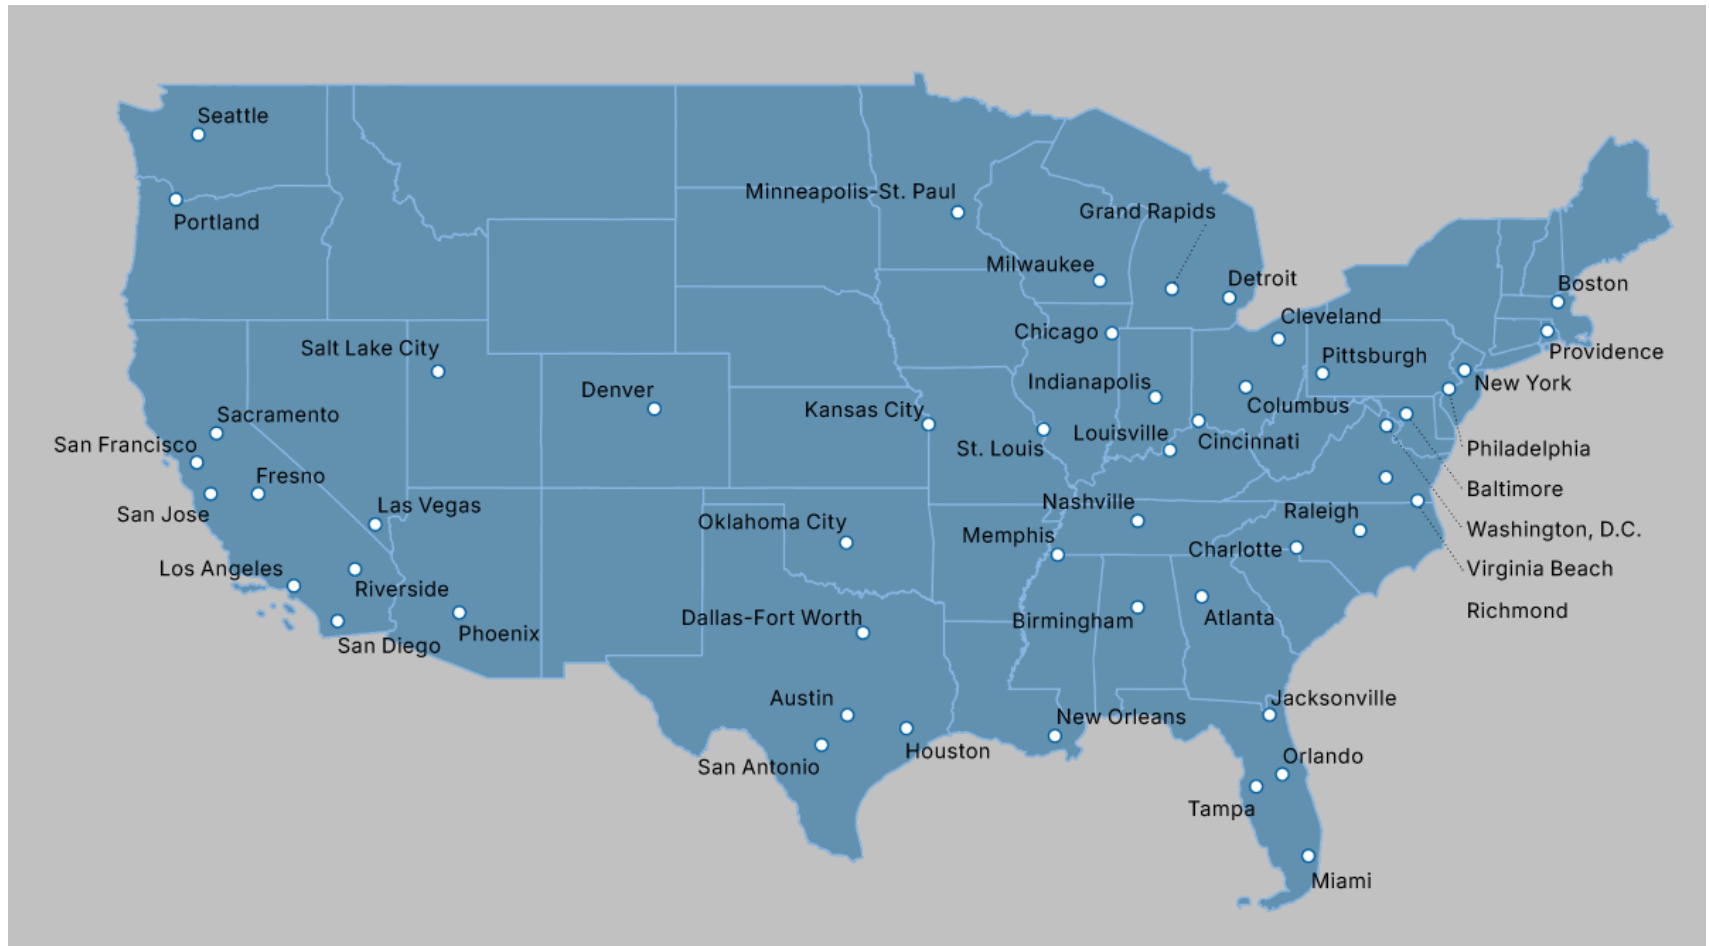 Seattle
Minneapolis-St. Paul
Grand Rapids
Portland
Milwaukee
Detroit
Boston
Cleveland
Chicago
Salt Lake City
Providence
Pittsburgh
Indianapolis
New York
Denver
Columbus
Kansas City
Sacramento
Louisville
Cincinnati
San Francisco
St. Louis
Philadelphia
Fresno
Baltimore
Nashville
Las Vegas
Raleigh
San Jose
Oklahoma City
Washington, D.C.
Memphis
Charlotte
Los Angeles
Virginia Beach
Riverside
Richmond
Dallas-Fort Worth
Atlanta
Birmingham
Phoenix
San Diego
Austin
Jacksonville
New Orleans
Houston
Orlando
San Antonio
Tampa
Miami